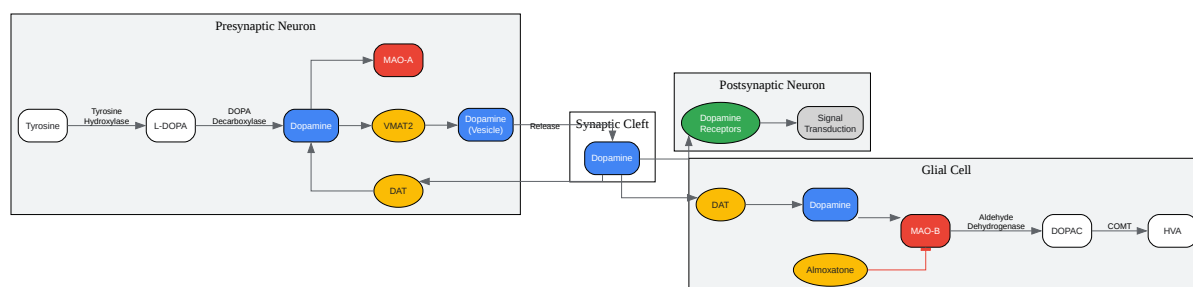 Presynaptic Neuron
MAO-A
Tyrosine
Tyrosine
Hydroxylase
L-DOPA
DOPA
Decarboxylase
Dopamine
VMAT2
Dopamine
(Vesicle)
DAT
Release
Synaptic Cleft
Dopamine
Postsynaptic Neuron
Dopamine
Receptors
Signal
Transduction
Glial Cell
DAT
Dopamine
MAO-B
Aldehyde
Dehydrogenase
DOPAC
COMT
HVA
Almoxatone